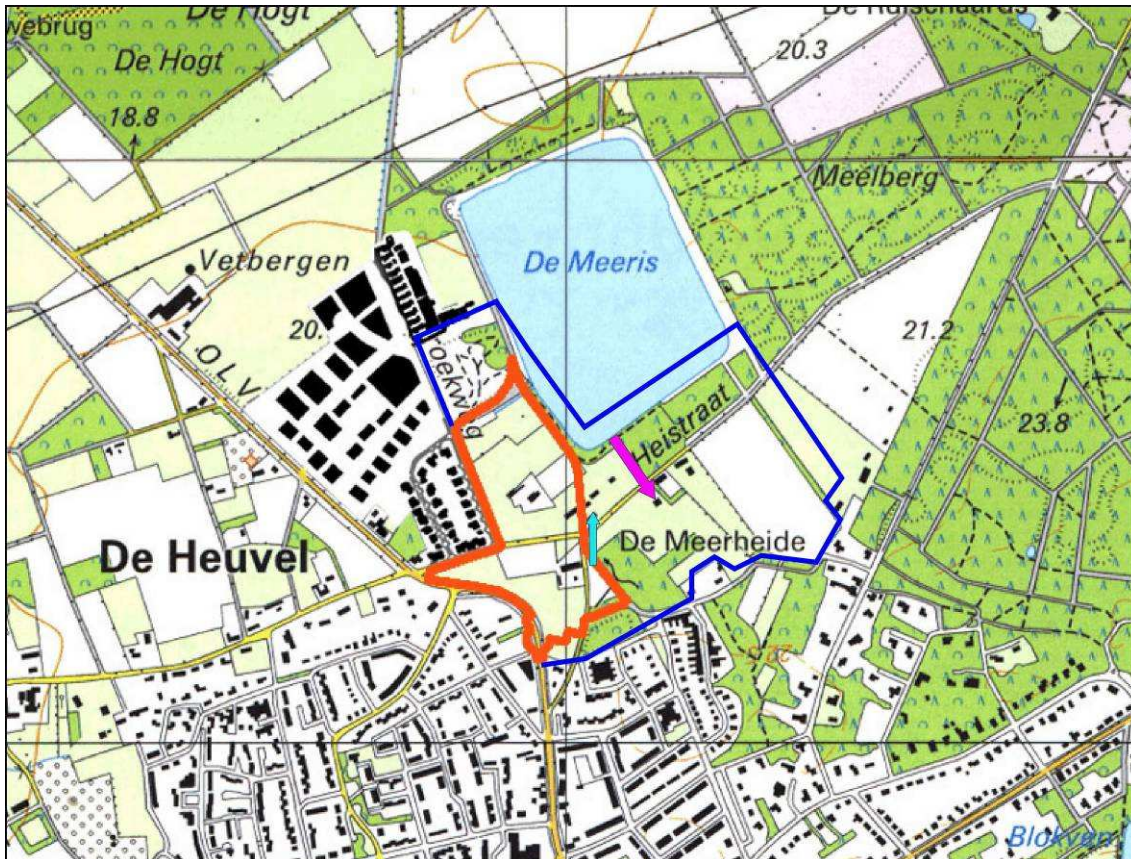 De Hogt
De Hogt
18.8
20.3
Meelberg
De Meeris
Vetbergen
20.
O L V
21.2
23.8
Heistraat
De Meerheide
De Heuvel
Blokven